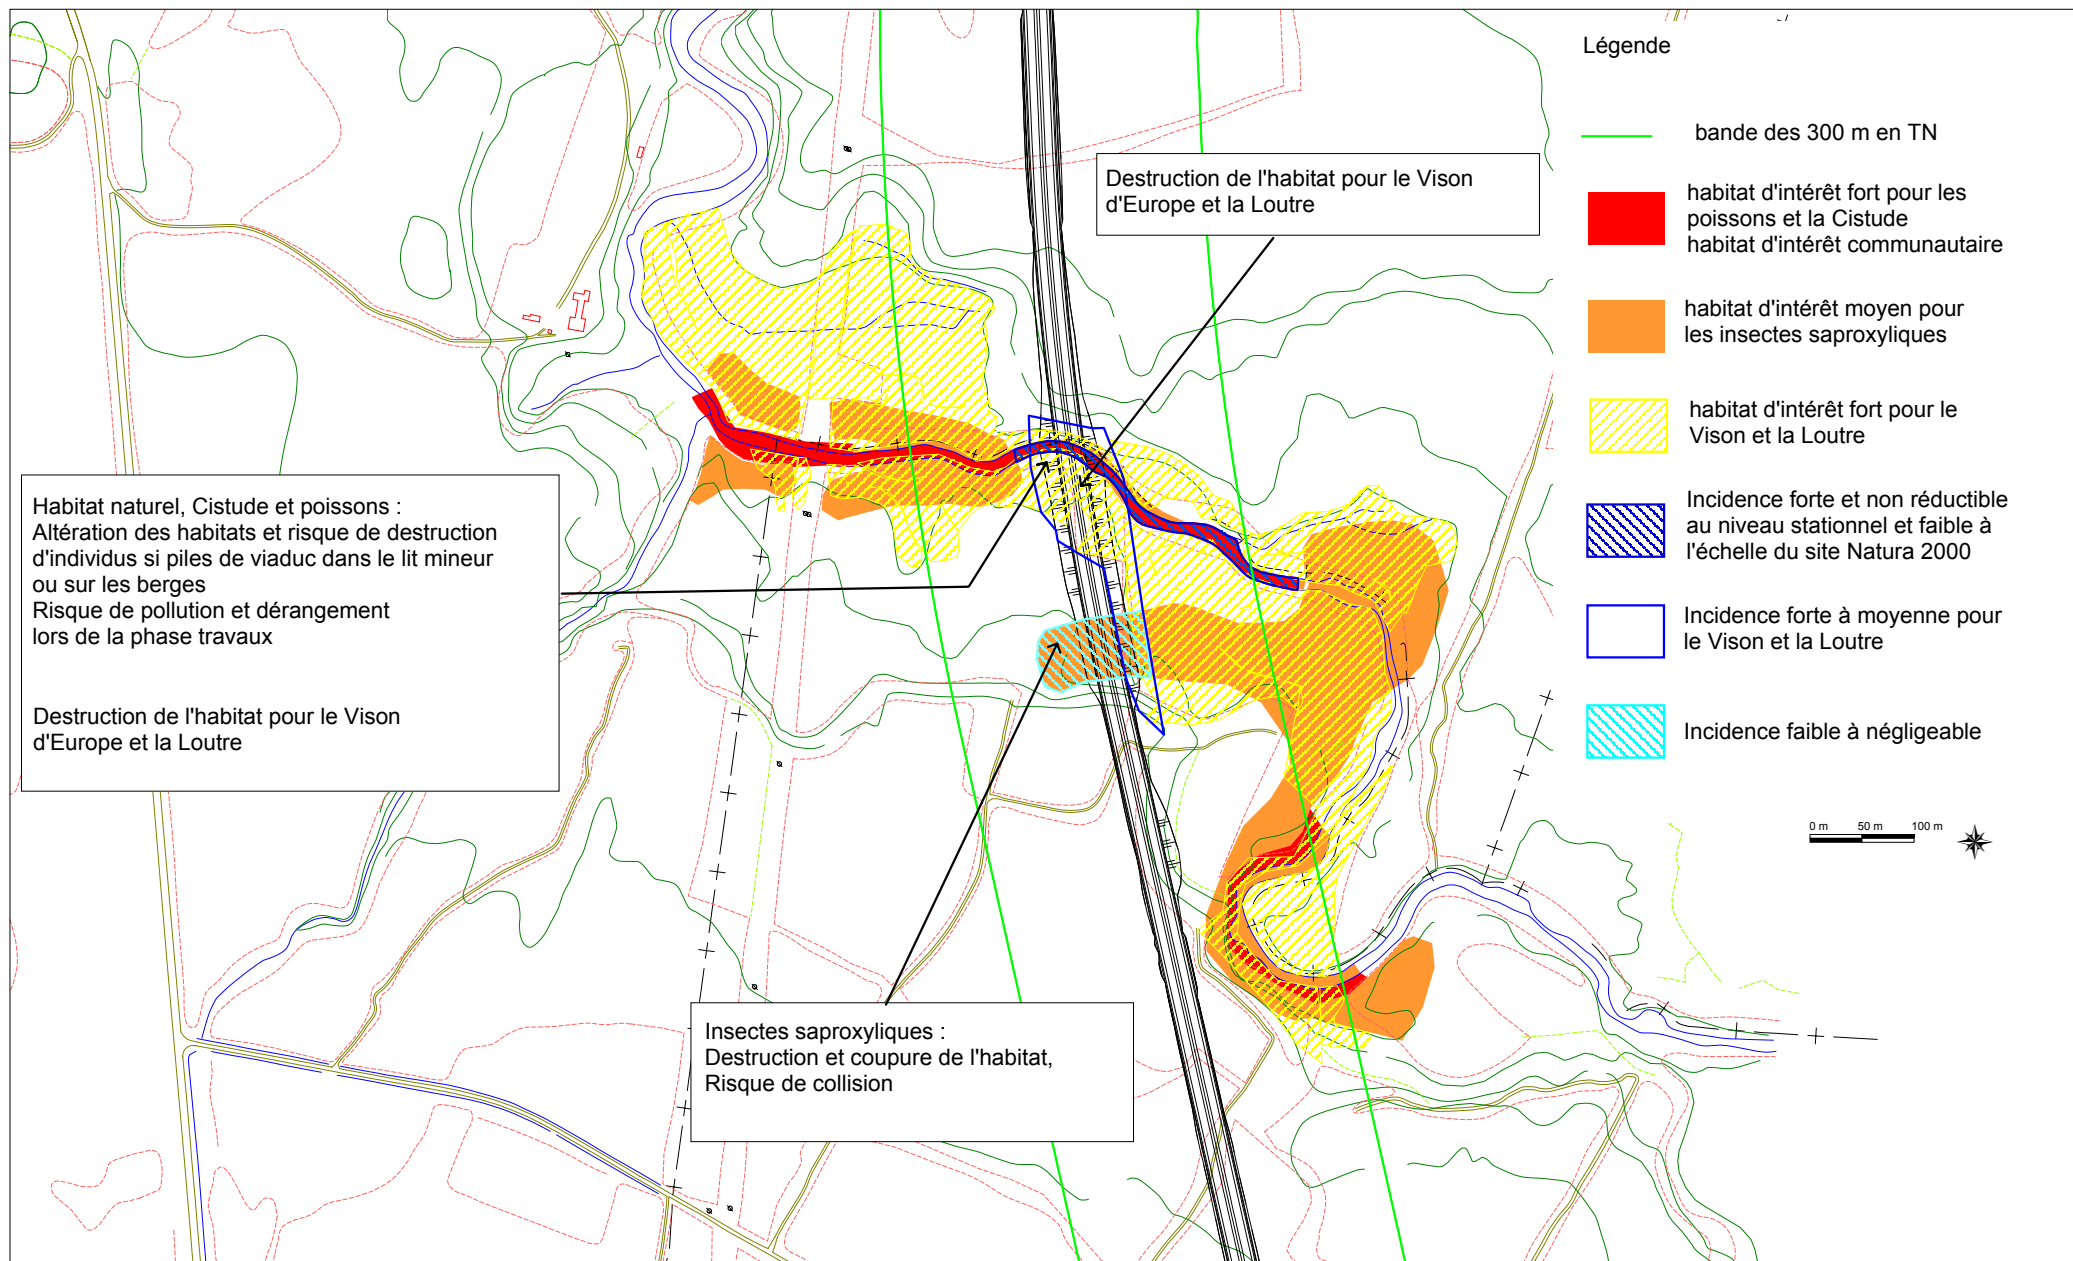 Légende
bande des 300 m en TN
habitat d'intérêt fort pour les
poissons et la Cistude
habitat d'intérêt communautaire
habitat d'intérêt moyen pour
les insectes saproxyliques
habitat d'intérêt fort pour le
Vison et la Loutre
Incidence forte et non réductible
au niveau stationnel et faible à
l'échelle du site Natura 2000
Incidence forte à moyenne pour
le Vison et la Loutre
Incidence faible à négligeable
0 m 50 m 100 m
Destruction de l'habitat pour le Vison
d'Europe et la Loutre
Habitat naturel, Cistude et poissons :
Altération des habitats et risque de destruction
d'individus si piles de viaduc dans le lit mineur
ou sur les berges
Risque de pollution et dérangement
lors de la phase travaux
Destruction de l'habitat pour le Vison
d'Europe et la Loutre
Insectes saproxyliques :
Destruction et coupure de l'habitat,
Risque de collision